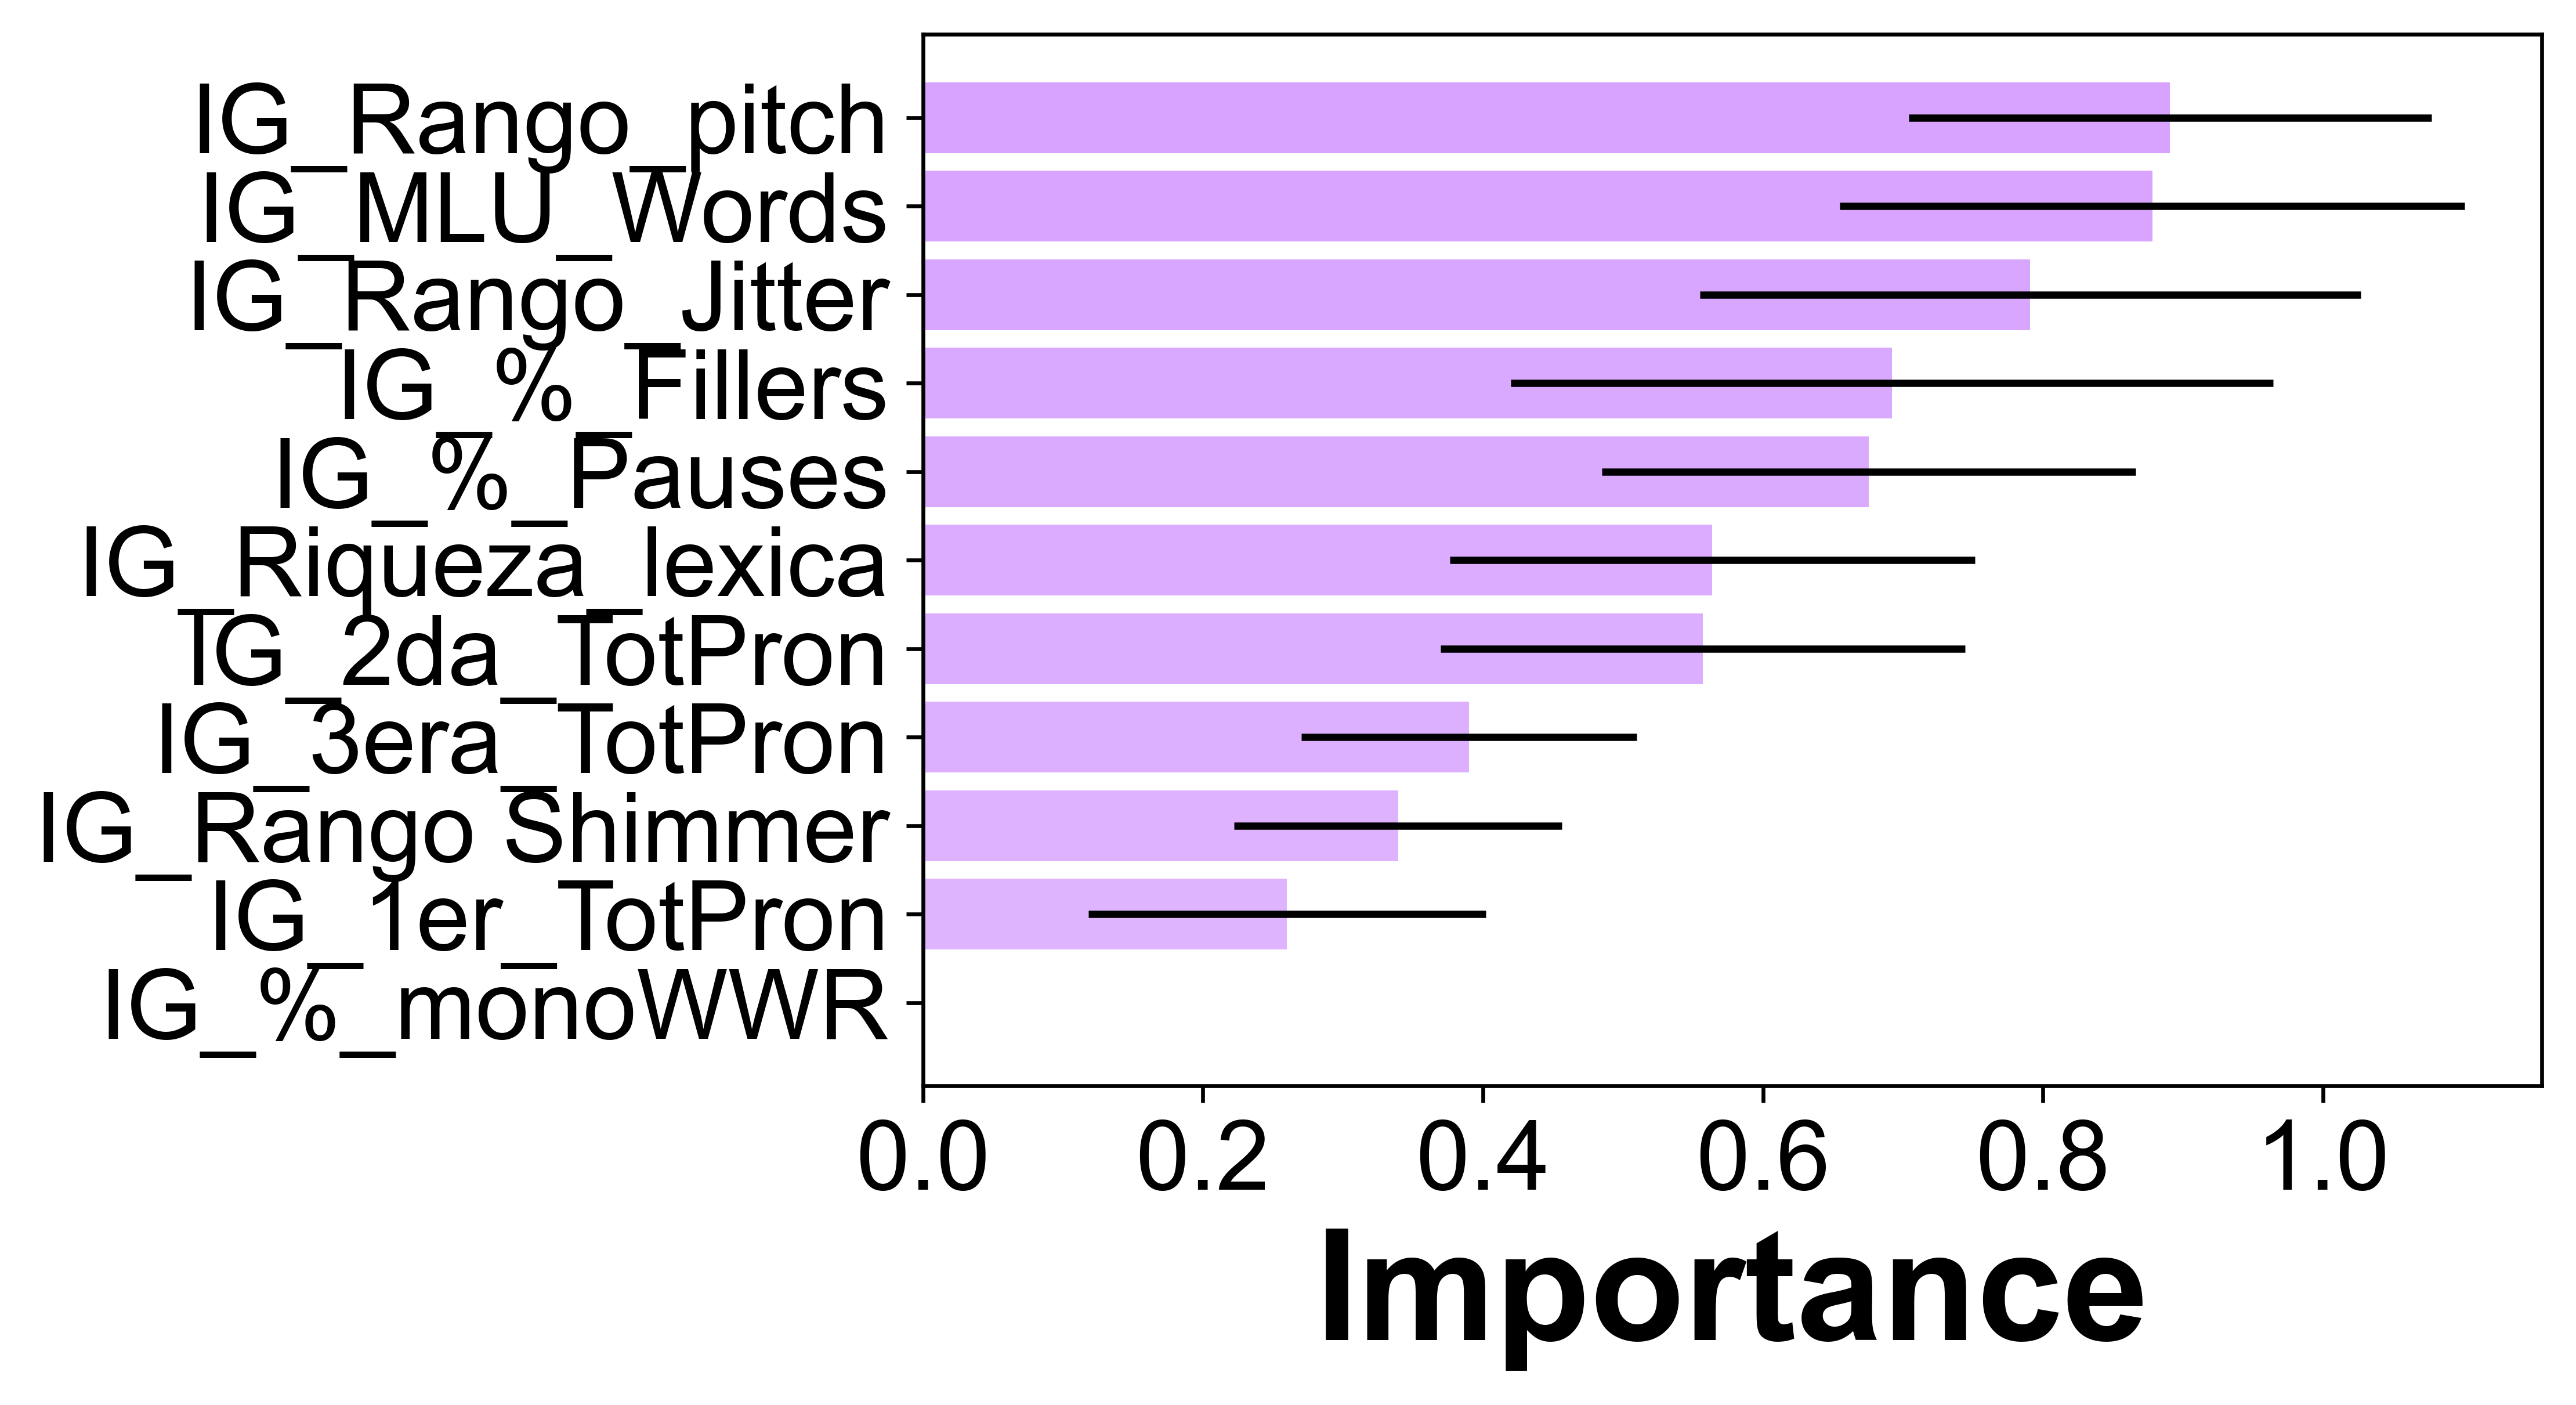 IG_Rango_pitch
IG_MLU_Words
IG_Rango_Jitter
IG_%_Fillers
IG_%_Pauses
IG_Riqueza_lexica
IG_2da_TotPron
IG_3era_TotPron
IG_Rango Shimmer
IG_1er_TotPron
IG_%_monoWWR
0.0 0.2 0.4 0.6 0.8 1.0
Importance